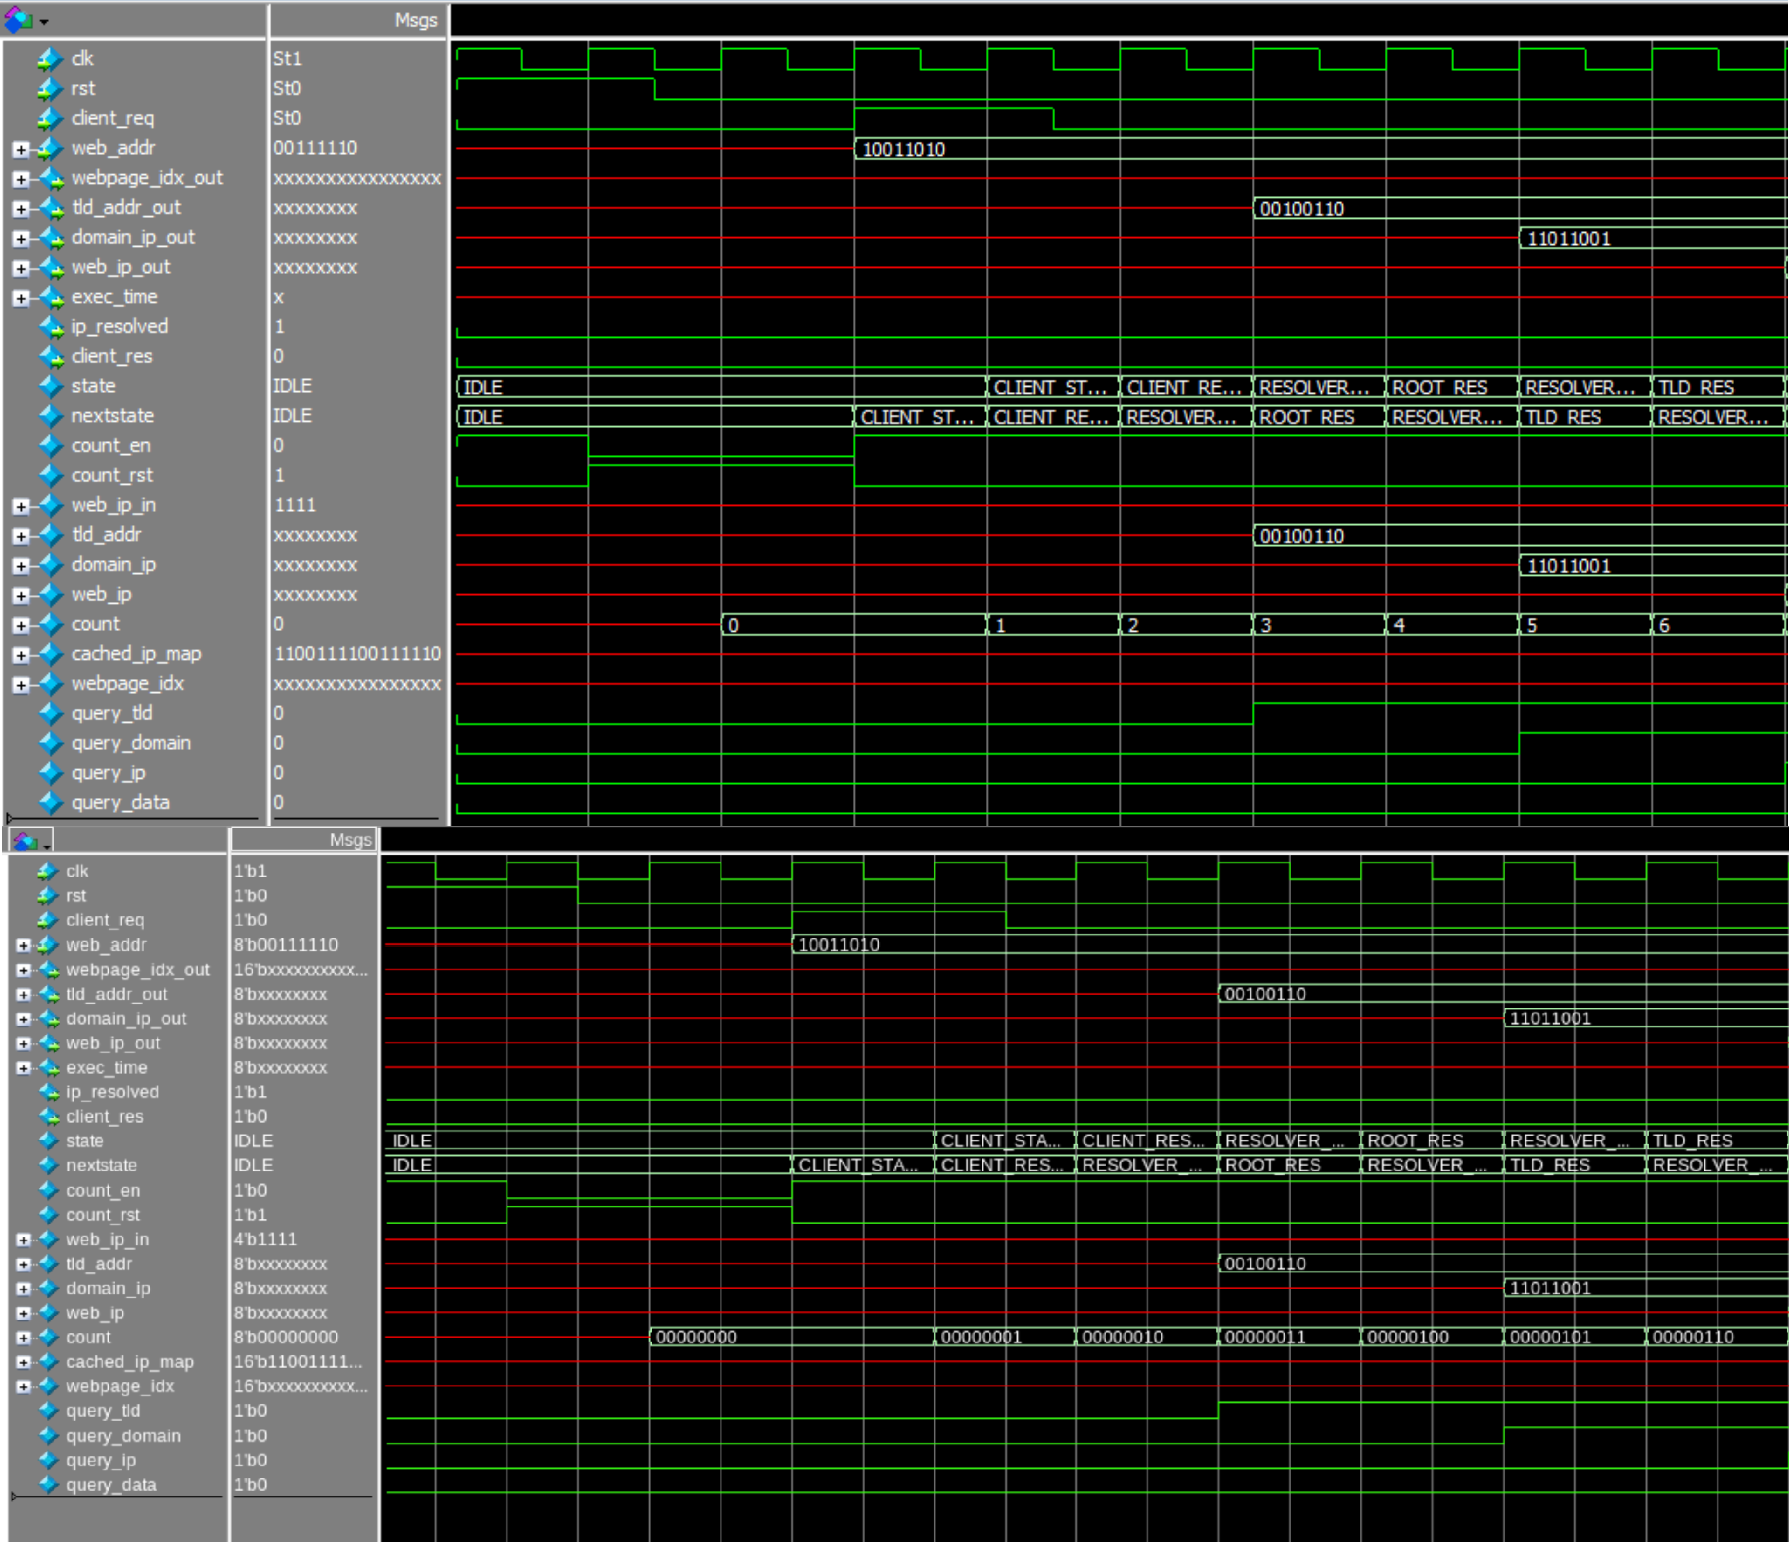 Msgs
clk St1
rst St0
client_req St0
web_addr 00111110 10011010
webpage_idx_out xxxxxxxxxxxxxxxx
tld_addr_out xxxxxxxx 00100110
domain_ip_out xxxxxxxx 11011001
web_ip_out xxxxxxxx
exec_time x
ip_resolved 1
client_res 0
state IDLE IDLE CLIENT_ST... CLIENT_RE... RESOLVER... ROOT_RES RESOLVER... TLD_RES
nextstate IDLE IDLE CLIENT_ST... CLIENT_RE... RESOLVER... ROOT_RES RESOLVER... TLD_RES RESOLVER...
count_en 0
count_rst 1
web_ip_in 1111
tld_addr xxxxxxxx 00100110
domain_ip xxxxxxxx 11011001
web_ip xxxxxxxx
count 0 0 1 2 3 4 5 6
cached_ip_map 1100111100111110
webpage_idx xxxxxxxxxxxxxxxx
query_tld 0
query_domain 0
query_ip 0
query_data 0
Msgs
clk 1'b1
rst 1'b0
client_req 1'b0
web_addr 8'b00111110 10011010
webpage_idx_out 16'bxxxxxxxxxx...
tld_addr_out 8'bxxxxxxxx 00100110
domain_ip_out 8'bxxxxxxxx 11011001
web_ip_out 8'bxxxxxxxx
exec_time 8'bxxxxxxxx
ip_resolved 1'b1
client_res 1'b0
state IDLE IDLE CLIENT_STA... CLIENT_RES... RESOLVER_... ROOT_RES RESOLVER_... TLD_RES
nextstate IDLE IDLE CLIENT_STA... CLIENT_RES... RESOLVER_... ROOT_RES RESOLVER_... TLD_RES RESOLVER_...
count_en 1'b0
count_rst 1'b1
web_ip_in 4'b1111
tld_addr 8'bxxxxxxxx 00100110
domain_ip 8'bxxxxxxxx 11011001
web_ip 8'bxxxxxxxx
count 8'b00000000 00000000 00000001 00000010 00000011 00000100 00000101 00000110
cached_ip_map 16'b11001111...
webpage_idx 16'bxxxxxxxxxx...
query_tld 1'b0
query_domain 1'b0
query_ip 1'b0
query_data 1'b0